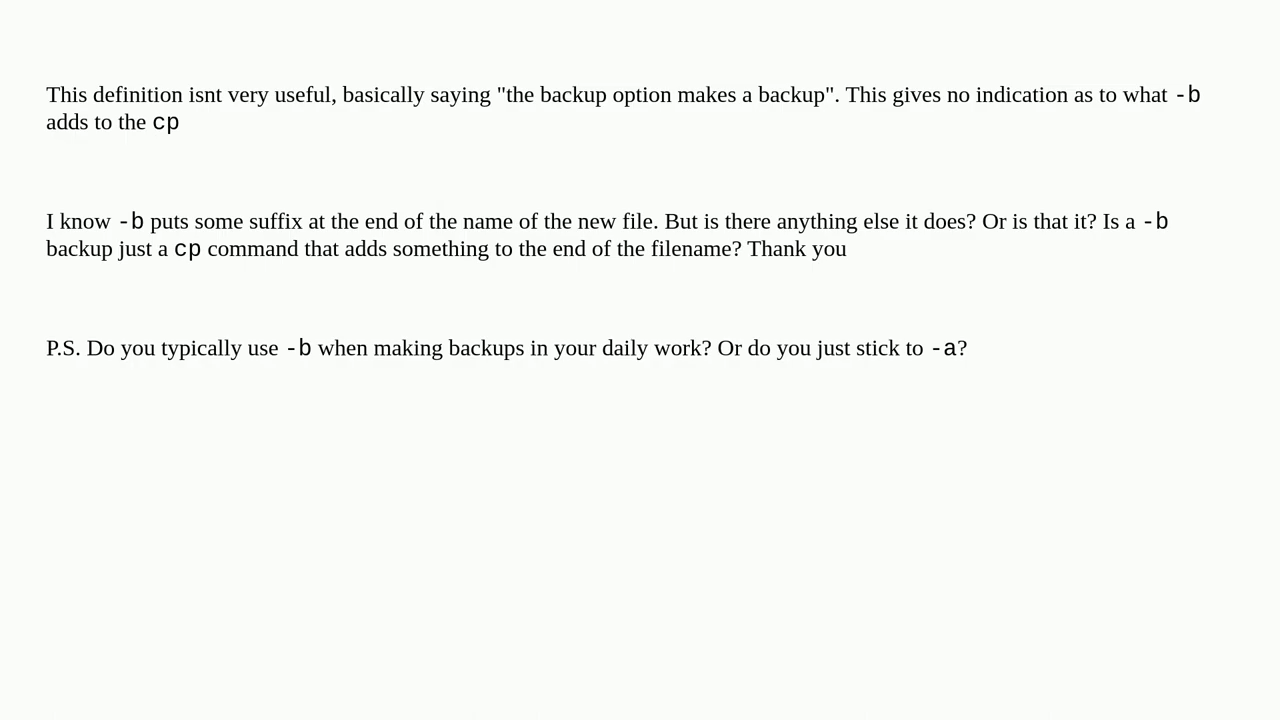 This definition isnt very useful, basically saying "the backup option makes a backup". This gives no indication as to what -b
adds to the cp
I know -b puts some suffix at the end of the name of the new file. But is there anything else it does? Or is that it? Is a -b
backup just a cp command that adds something to the end of the filename? Thank you
P.S. Do you typically use -b when making backups in your daily work? Or do you just stick to -a?